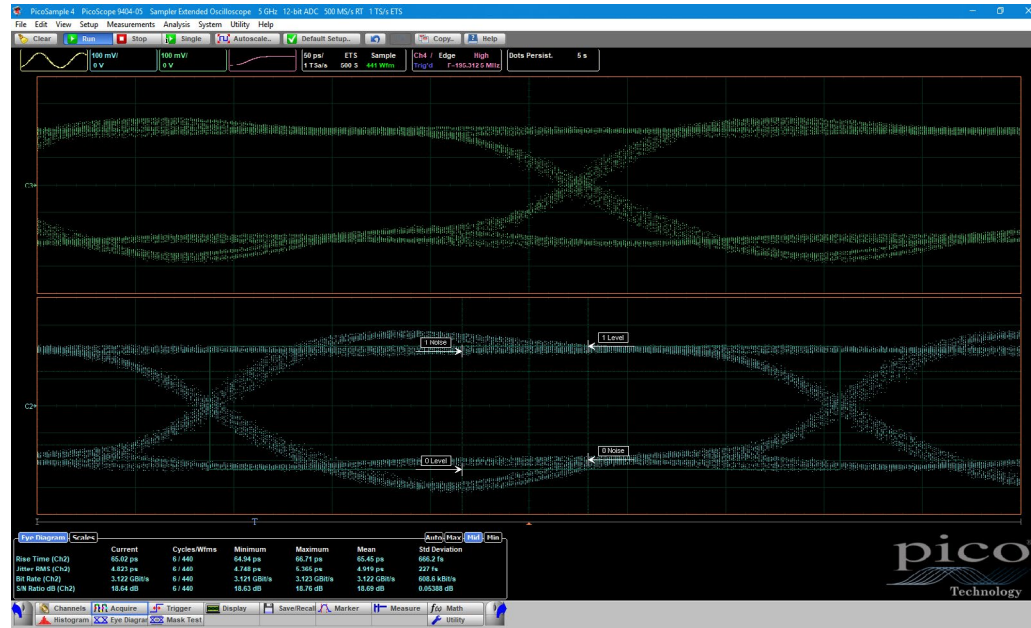 PicoSample 4 PicoScope 9404-05 Sampler Extended Oscilloscope 5 GHz 12-bit ADC 500 MS/s RT 1 TS/s ETS
File Edit View Setup Measurements Analysis System Utility Help
Clear Run Stop Single Autoscale.. Default Setup.. Copy.. Help
100 mV/ 100 mV/ 50 ps/ ETS Sample Ch4 / Edge High Dots Persist. 5 s
0 V 0 V 1 TSa/s 500 S 441 Wfm Trig'd F~195.3125 MHz
C3
1 Noise 1 Level
C2
0 Level 0 Noise
T
Eye Diagram Scales Auto Max Mid Min
Current Cycles/Wfms Minimum Maximum Mean Std Deviation
Rise Time (Ch2) 65.02 ps 6 / 440 64.94 ps 66.71 ps 65.45 ps 666.2 fs
Jitter RMS (Ch2) 4.823 ps 6 / 440 4.748 ps 5.365 ps 4.919 ps 227 fs
Bit Rate (Ch2) 3.122 GBit/s 6 / 440 3.121 GBit/s 3.123 GBit/s 3.122 GBit/s 608.6 kBit/s
S/N Ratio dB (Ch2) 18.64 dB 6 / 440 18.63 dB 18.76 dB 18.69 dB 0.05388 dB
pico
Technology
Channels Acquire Trigger Display Save/Recall Marker Measure f(x) Math
Histogram Eye Diagram Mask Test Utility